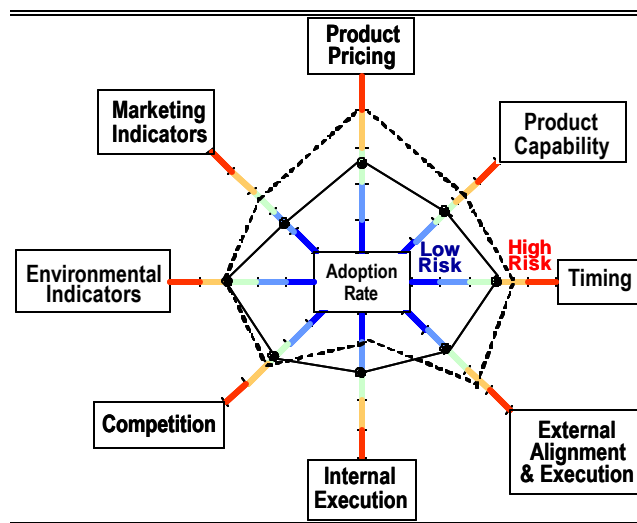 Product
Pricing
Marketing
Indicators
Product
Capability
Low
Risk
High
Risk
Environmental
Indicators
Adoption
Rate
Timing
Competition
Internal
Execution
External
Alignment
& Execution